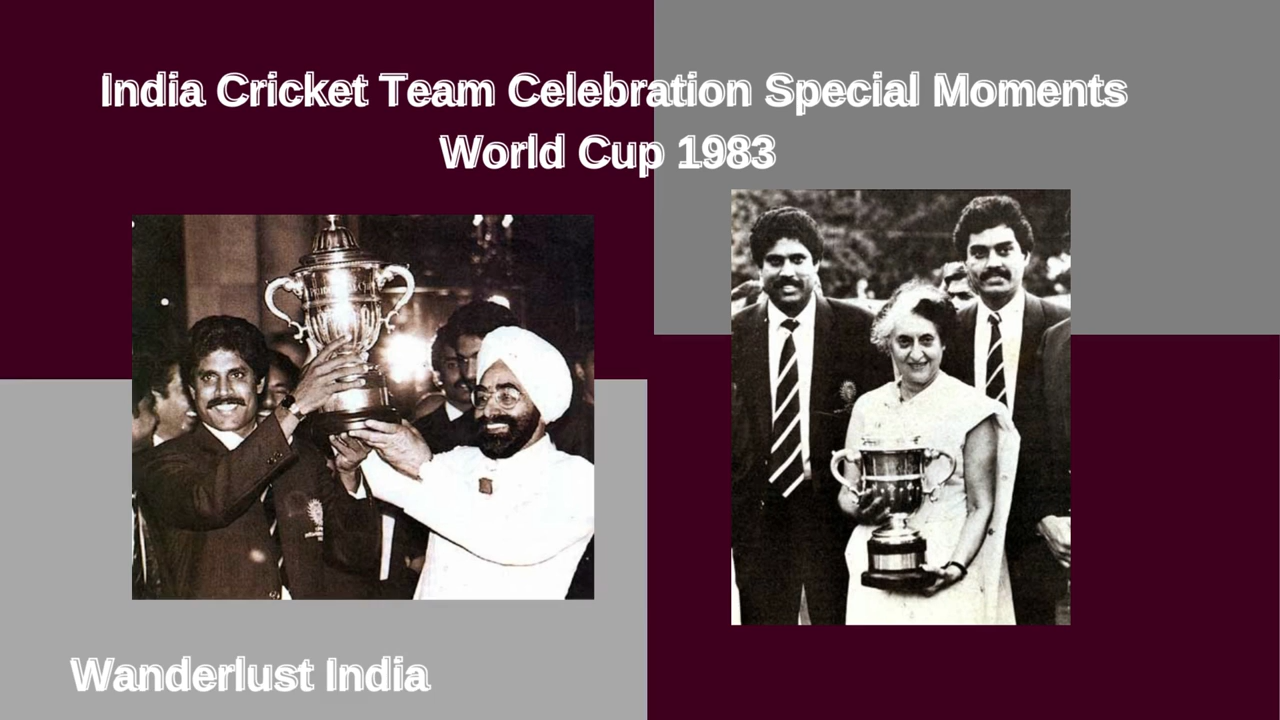 India Cricket Team Celebration Special Moments
World Cup 1983
Wanderlust India